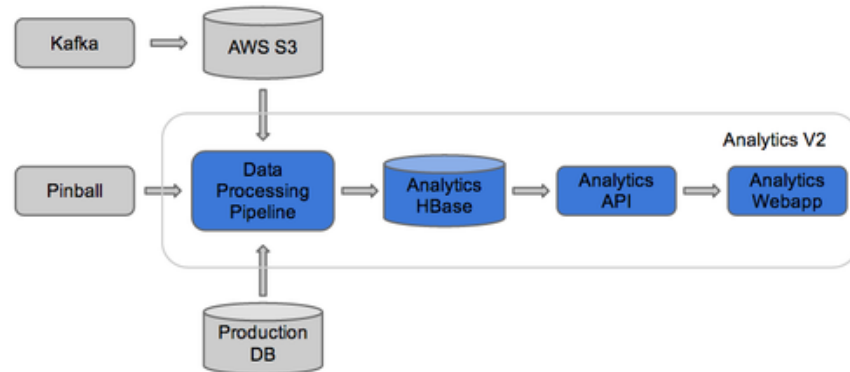 Kafka
AWS S3
Analytics V2
Pinball
Data
Processing
Pipeline
Analytics
HBase
Analytics
API
Analytics
Webapp
Production
DB